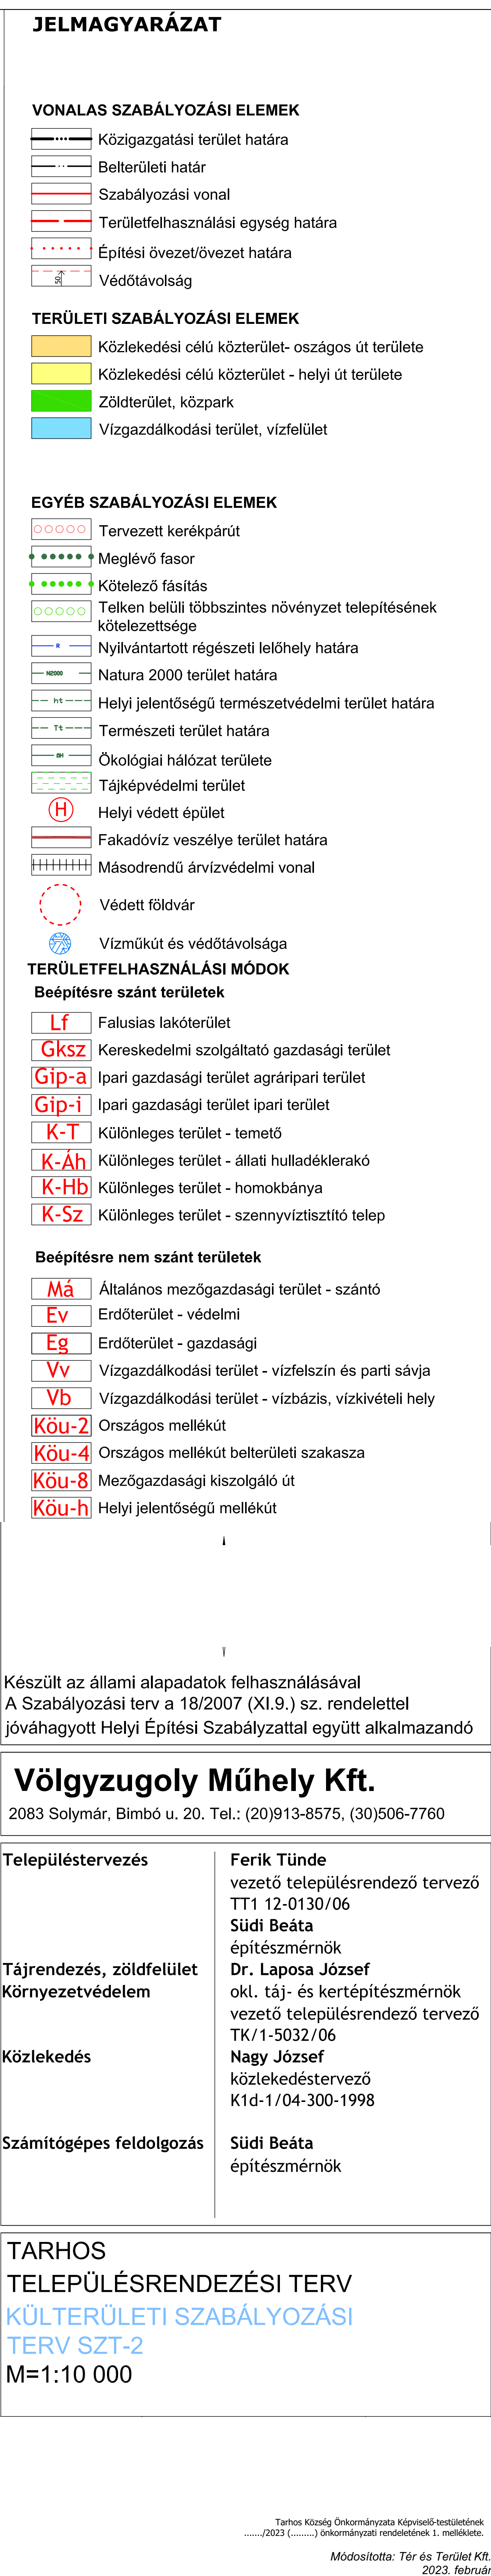 JELMAGYARÁZAT
VONALAS SZABÁLYOZÁSI ELEMEK
Közigazgatási terület határa
Belterületi határ
Szabályozási vonal
Területfelhasználási egység határa
Építési övezet/övezet határa
50 Védőtávolság
TERÜLETI SZABÁLYOZÁSI ELEMEK
Közlekedési célú közterület- oszágos út területe
Közlekedési célú közterület - helyi út területe
Zöldterület, közpark
Vízgazdálkodási terület, vízfelület
EGYÉB SZABÁLYOZÁSI ELEMEK
Tervezett kerékpárút
Meglévő fasor
Kötelező fásítás
Telken belüli többszintes növényzet telepítésének
kötelezettsége
R Nyilvántartott régészeti lelőhely határa
N2000 Natura 2000 terület határa
ht Helyi jelentőségű természetvédelmi terület határa
Tt Természeti terület határa
ÖH Ökológiai hálózat területe
Tájképvédelmi terület
H Helyi védett épület
Fakadóvíz veszélye terület határa
Másodrendű árvízvédelmi vonal
Védett földvár
Vízműkút és védőtávolsága
TERÜLETFELHASZNÁLÁSI MÓDOK
Beépítésre szánt területek
Lf Falusias lakóterület
Gksz Kereskedelmi szolgáltató gazdasági terület
Gip-a Ipari gazdasági terület agráripari terület
Gip-i Ipari gazdasági terület ipari terület
K-T Különleges terület - temető
K-Áh Különleges terület - állati hulladéklerakó
K-Hb Különleges terület - homokbánya
K-Sz Különleges terület - szennyvíztisztító telep
Beépítésre nem szánt területek
Má Általános mezőgazdasági terület - szántó
Ev Erdőterület - védelmi
Eg Erdőterület - gazdasági
Vv Vízgazdálkodási terület - vízfelszín és parti sávja
Vb Vízgazdálkodási terület - vízbázis, vízkivételi hely
Köu-2 Országos mellékút
Köu-4 Országos mellékút belterületi szakasza
Köu-8 Mezőgazdasági kiszolgáló út
Köu-h Helyi jelentőségű mellékút
Készült az állami alapadatok felhasználásával
A Szabályozási terv a 18/2007 (XI.9.) sz. rendelettel
jóváhagyott Helyi Építési Szabályzattal együtt alkalmazandó
Völgyzugoly Műhely Kft.
2083 Solymár, Bimbó u. 20. Tel.: (20)913-8575, (30)506-7760
Településtervezés Ferik Tünde
vezető településrendező tervező
TT1 12-0130/06
Südi Beáta
építészmérnök
Tájrendezés, zöldfelület Dr. Laposa József
Környezetvédelem okl. táj- és kertépítészmérnök
vezető településrendező tervező
TK/1-5032/06
Közlekedés Nagy József
közlekedéstervező
K1d-1/04-300-1998
Számítógépes feldolgozás Südi Beáta
építészmérnök
TARHOS
TELEPÜLÉSRENDEZÉSI TERV
KÜLTERÜLETI SZABÁLYOZÁSI
TERV SZT-2
M=1:10 000
Tarhos Község Önkormányzata Képviselő-testületének
......./2023 (.........) önkormányzati rendeletének 1. melléklete.
Módosította: Tér és Terület Kft.
2023. február